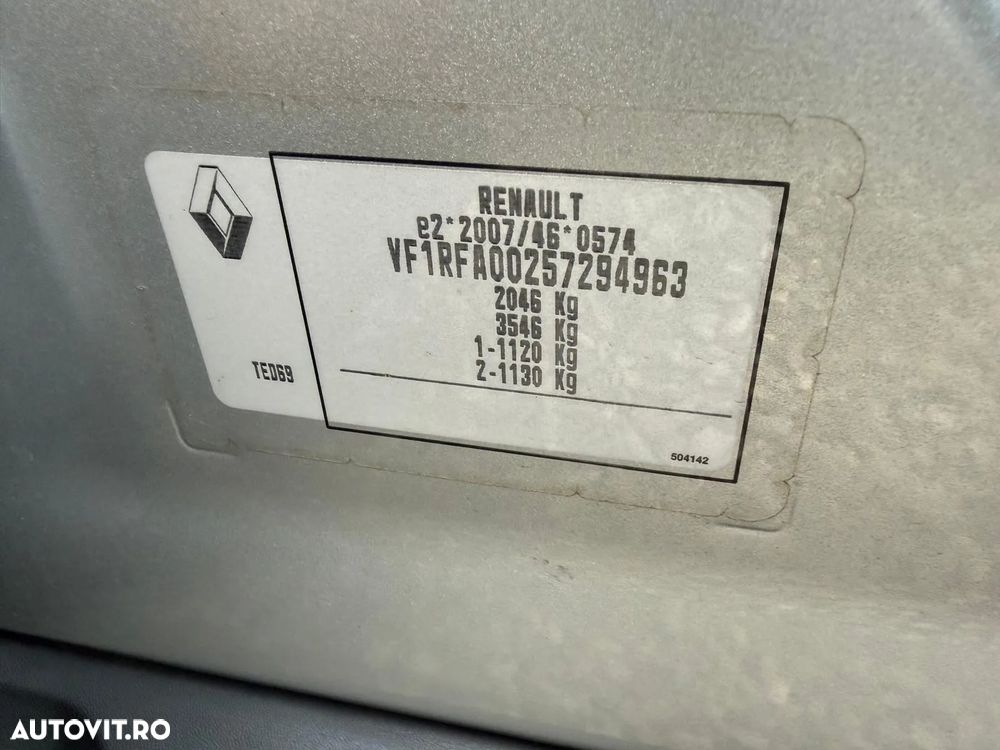 RENAULT
e2*2007/46*0574
VF1RFA00257294963
2046 Kg
3546 Kg
1-1120 Kg
2-1130 Kg
TED69
504142
AUTOVIT.RO